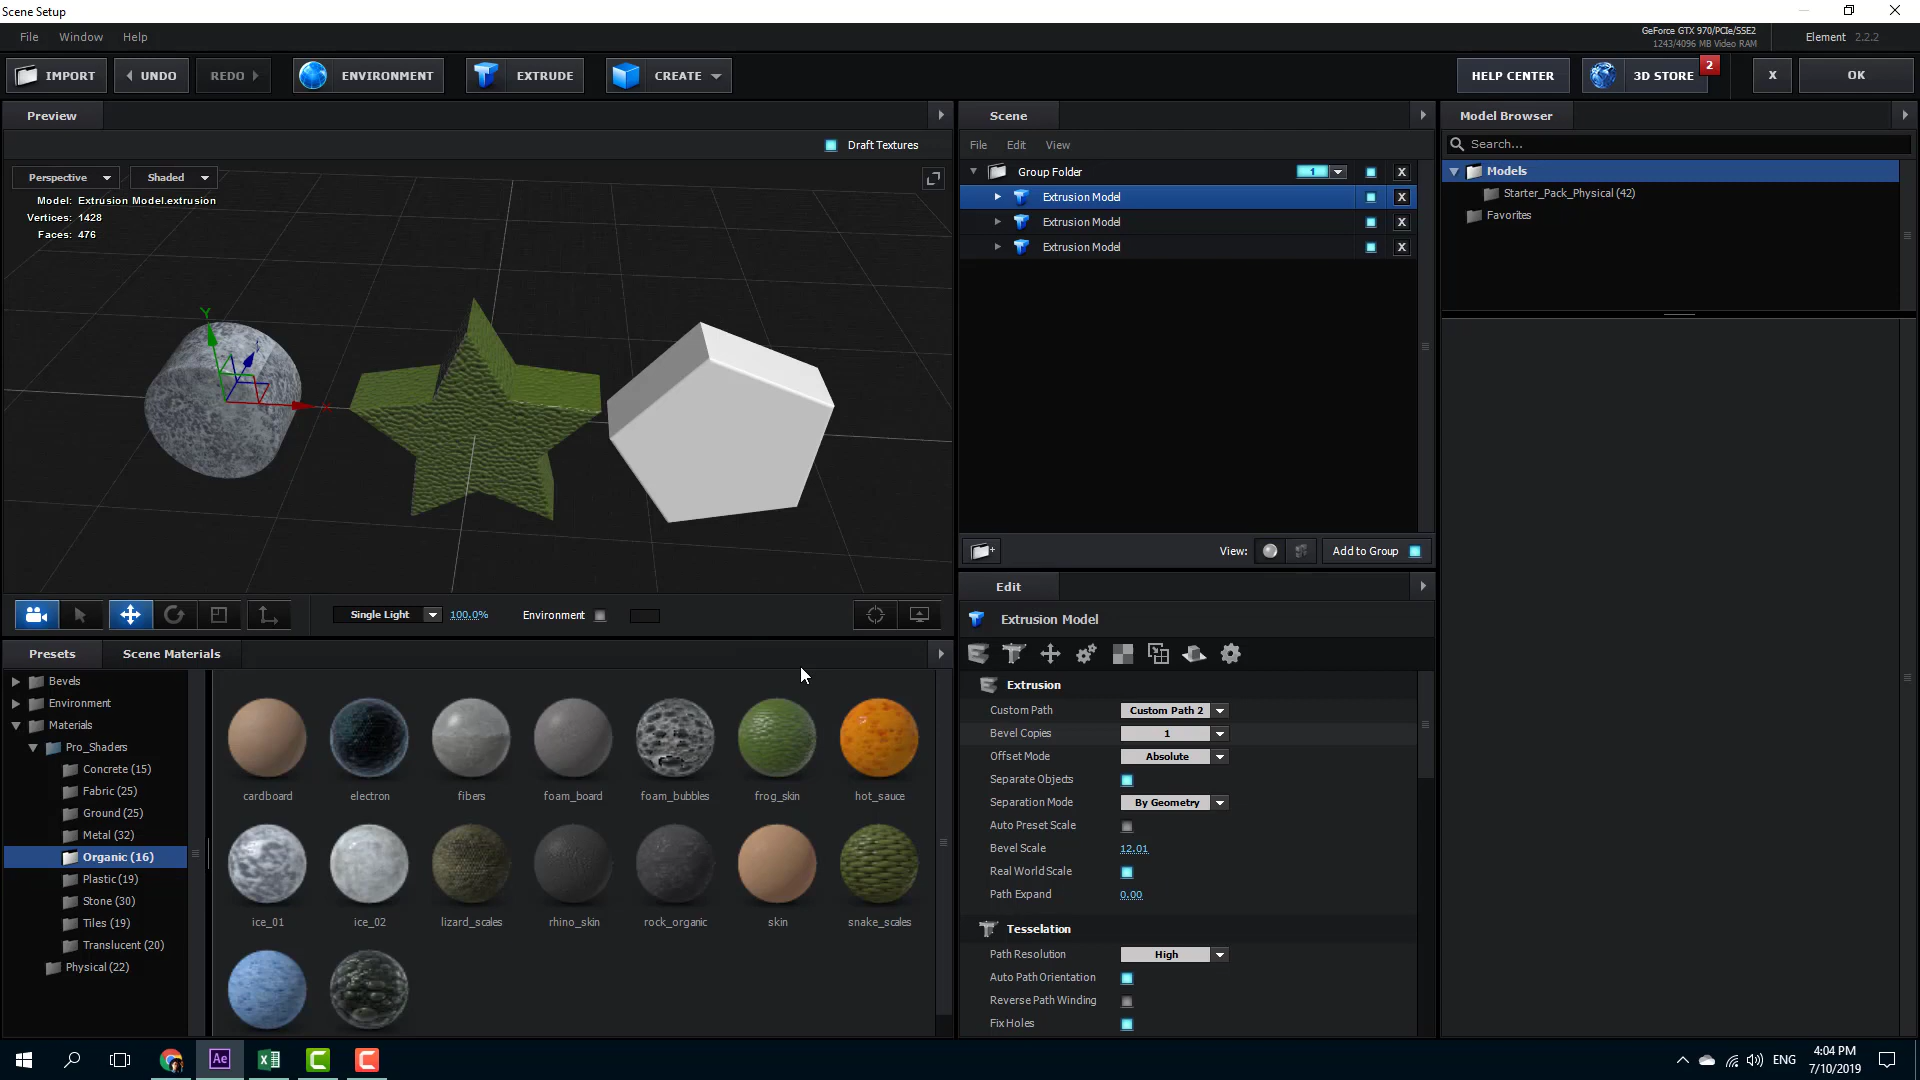 Scene Setup
File Window Help
GeForce GTX 970/PCIe/SSE2
1243/4096 MB Video RAM
Element 2.2.2
IMPORT UNDO REDO ENVIRONMENT EXTRUDE CREATE HELP CENTER 3D STORE 2 X OK
Preview
Draft Textures
Perspective Shaded
Model: Extrusion Model.extrusion
Vertices: 1428
Faces: 476
Y
X
Single Light 100.0% Environment
Scene
File Edit View
Group Folder 1 X
Extrusion Model X
Extrusion Model X
Extrusion Model X
View: Add to Group
Model Browser
Search...
Models
Starter_Pack_Physical (42)
Favorites
Presets Scene Materials
Bevels
Environment
Materials
Pro_Shaders
Concrete (15)
Fabric (25)
Ground (25)
Metal (32)
Organic (16)
Plastic (19)
Stone (30)
Tiles (19)
Translucent (20)
Physical (22)
cardboard electron fibers foam_board foam_bubbles frog_skin hot_sauce
ice_01 ice_02 lizard_scales rhino_skin rock_organic skin snake_scales
Edit
Extrusion Model
Extrusion
Custom Path Custom Path 2
Bevel Copies 1
Offset Mode Absolute
Separate Objects
Separation Mode By Geometry
Auto Preset Scale
Bevel Scale 12.01
Real World Scale
Path Expand 0.00
Tesselation
Path Resolution High
Auto Path Orientation
Reverse Path Winding
Fix Holes
Ae
ENG
4:04 PM
7/10/2019